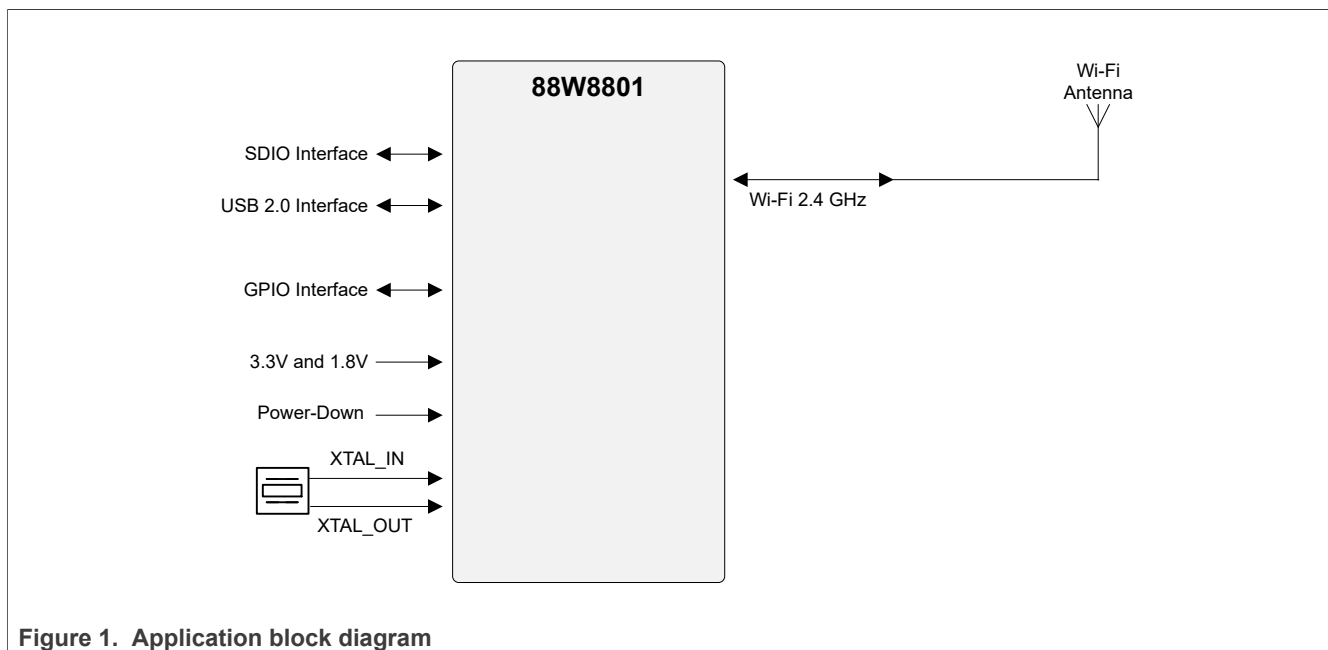 88W8801
Wi-Fi
Antenna
SDIO Interface
USB 2.0 Interface
Wi-Fi 2.4 GHz
GPIO Interface
3.3V and 1.8V
Power-Down
XTAL_IN
XTAL_OUT
Figure 1. Application block diagram